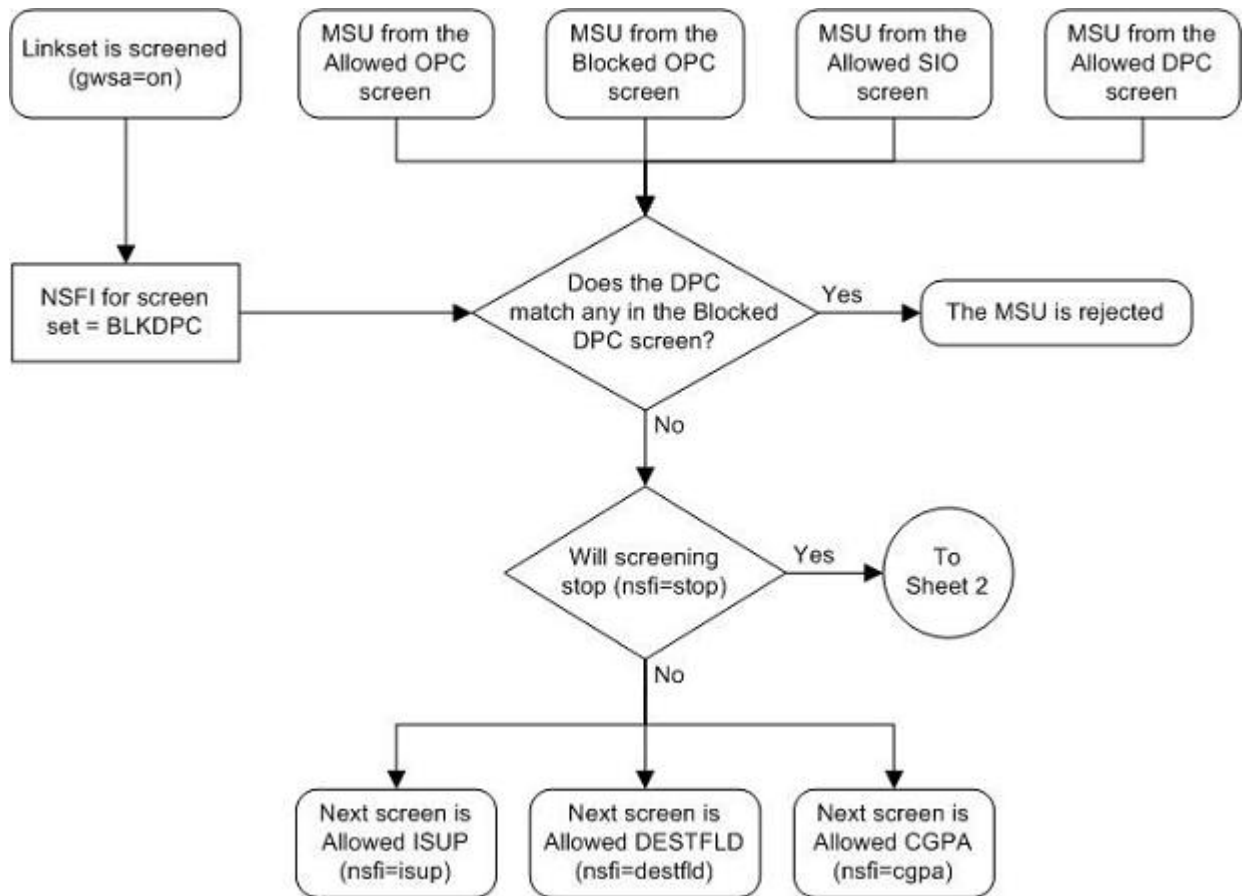 Linkset is screened
(gwsa=on)
MSU from the
Allowed OPC
screen
MSU from the
Blocked OPC
screen
MSU from the
Allowed SIO
screen
MSU from the
Allowed DPC
screen
NSFI for screen
set = BLKDPC
Does the DPC
match any in the Blocked
DPC screen?
Yes
The MSU is rejected
No
Will screening
stop (nsfi=stop)
Yes
To
Sheet 2
No
Next screen is
Allowed ISUP
(nsfi=isup)
Next screen is
Allowed DESTFLD
(nsfi=destfld)
Next screen is
Allowed CGPA
(nsfi=cgpa)